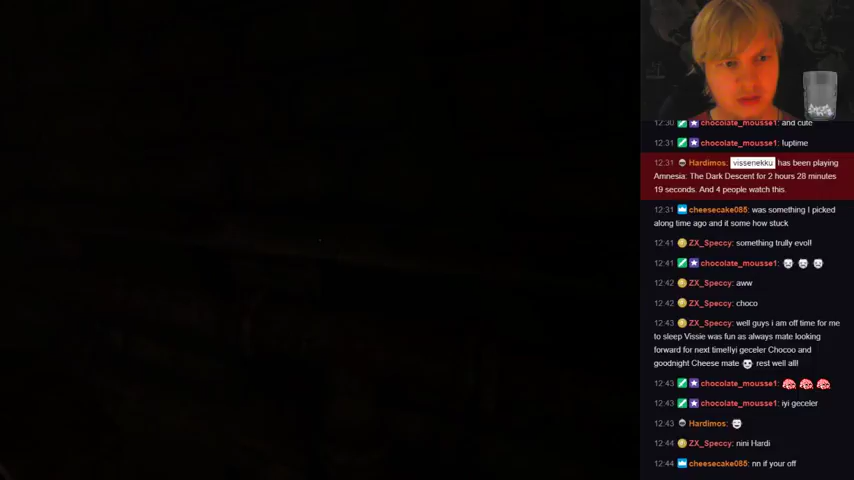 12:30 chocolate_mousse1: and cute
12:31 chocolate_mousse1: !uptime
12:31 Hardimos: vissenekku has been playing
Amnesia: The Dark Descent for 2 hours 28 minutes
19 seconds. And 4 people watch this.
12:31 cheesecake085: was something I picked
along time ago and it some how stuck
12:41 ZX_Speccy: something trully evol!
12:41 chocolate_mousse1:
12:42 ZX_Speccy: aww
12:42 ZX_Speccy: choco
12:43 ZX_Speccy: well guys i am off time for me
to sleep Vissie was fun as always mate looking
forward for next time!Iyi geceler Chocoo and
goodnight Cheese mate rest well all!
12:43 chocolate_mousse1:
12:43 chocolate_mousse1: iyi geceler
12:43 Hardimos:
12:44 ZX_Speccy: nini Hardi
12:44 cheesecake085: nn if your off